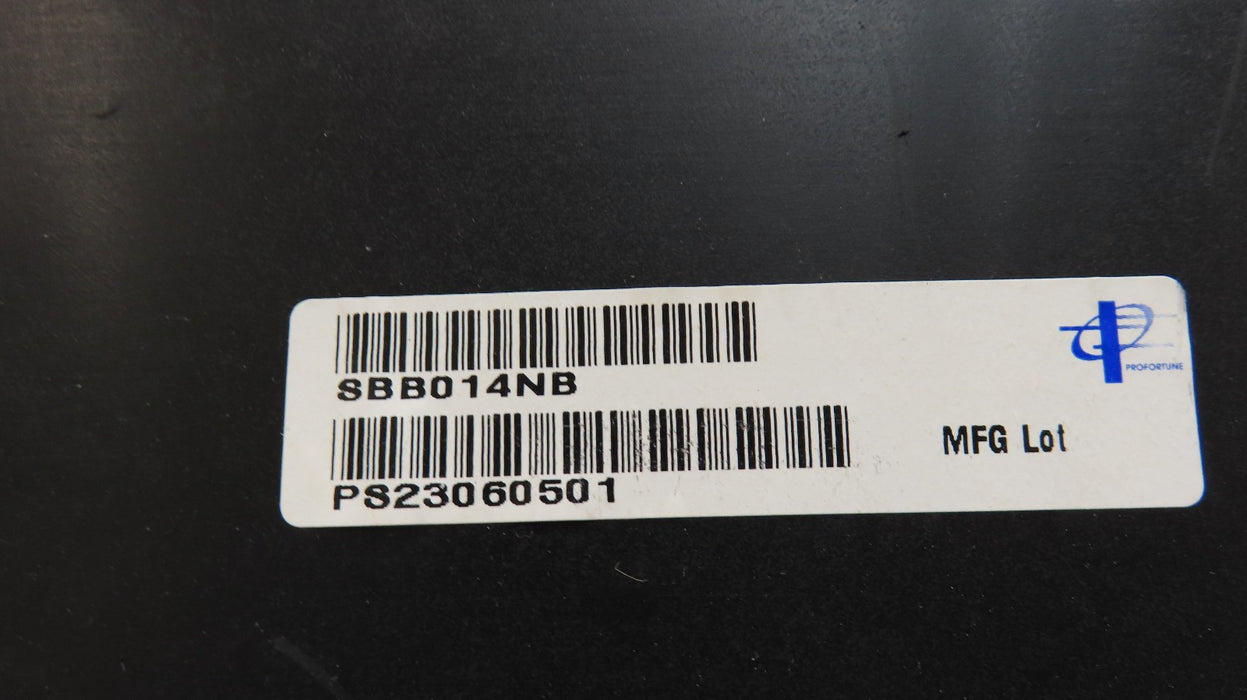 SBB014NB
PROFORTUNE
MFG Lot
PS23060501